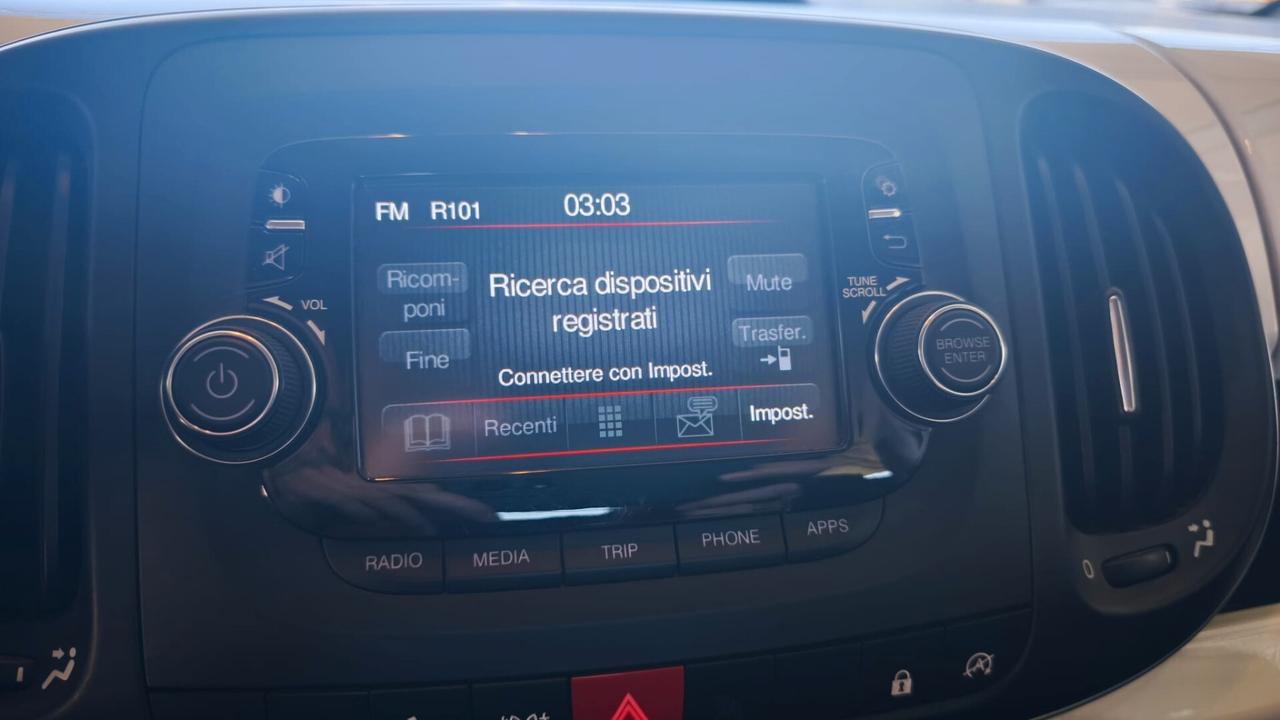 FM R101 03:03
Ricom-
poni
Ricerca dispositivi
registrati
Mute
Fine
Trasfer.
Connettere con Impost.
Recenti
Impost.
VOL
TUNE
SCROLL
BROWSE
ENTER
RADIO MEDIA TRIP PHONE APPS
0